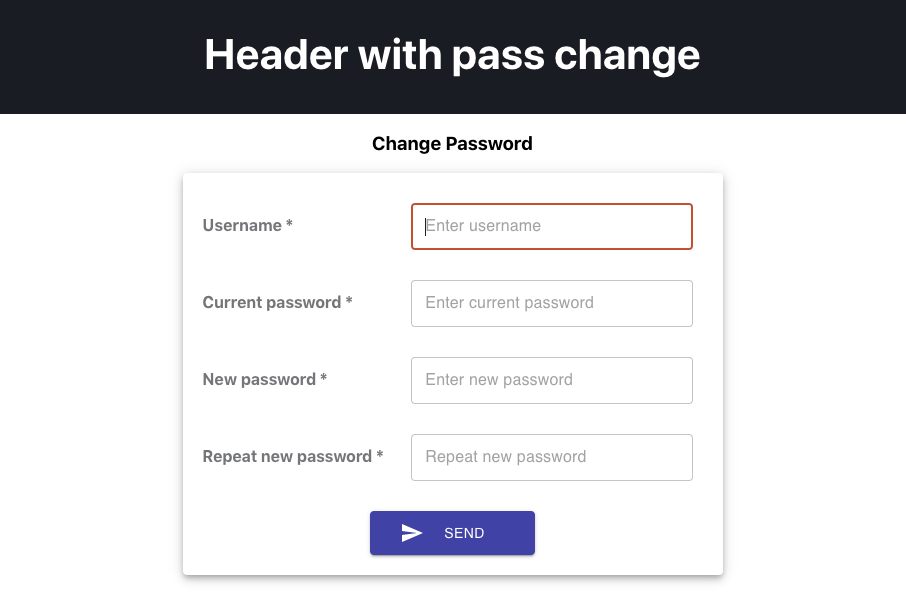 Header with pass change
Change Password
Username *
Enter username
Current password *
Enter current password
New password *
Enter new password
Repeat new password *
Repeat new password
SEND